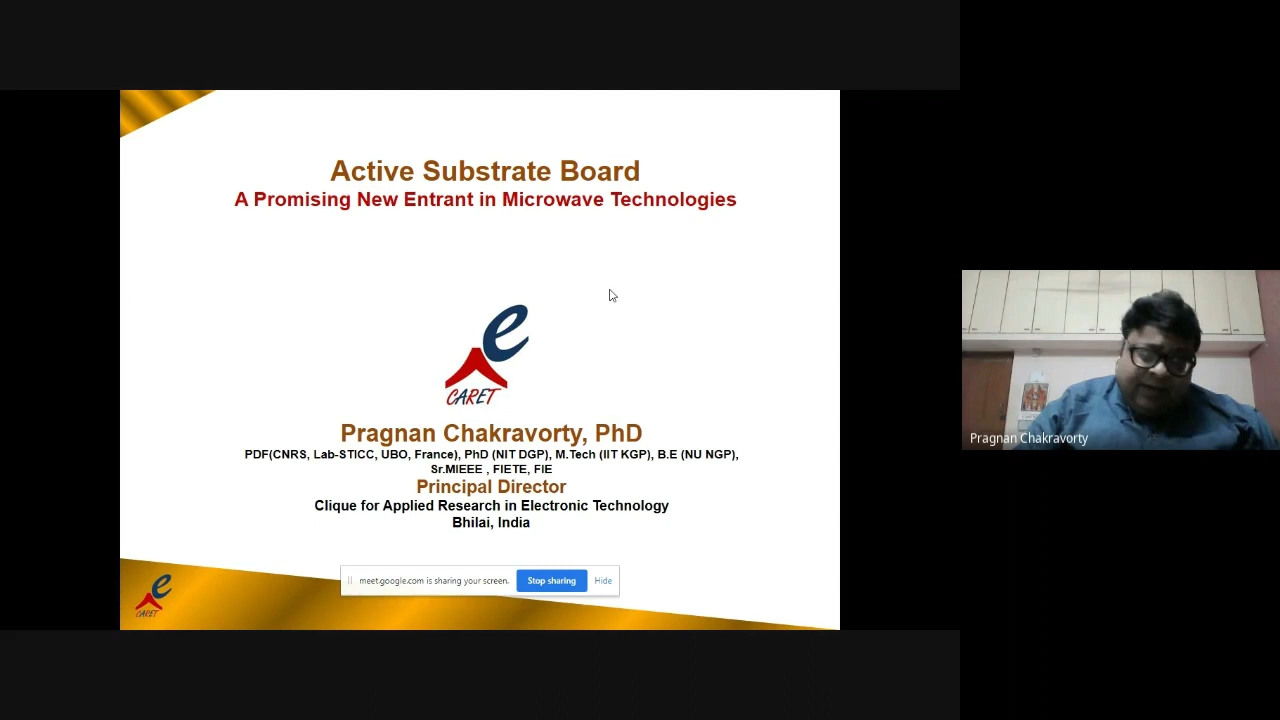 Active Substrate Board
A Promising New Entrant in Microwave Technologies
e
CARET
Pragnan Chakravorty, PhD
PDF(CNRS, Lab-STICC, UBO, France), PhD (NIT DGP), M.Tech (IIT KGP), B.E (NU NGP),
Sr.MIEEE , FIETE, FIE
Principal Director
Clique for Applied Research in Electronic Technology
Bhilai, India
meet.google.com is sharing your screen. Stop sharing Hide
e
CARET
Pragnan Chakravorty